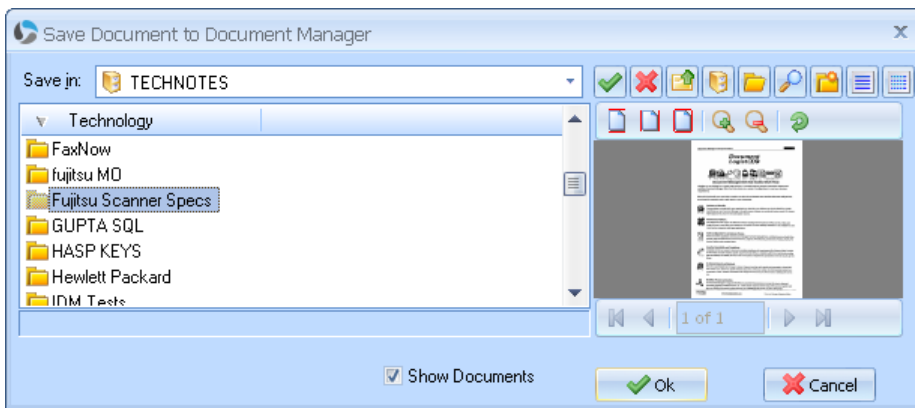 Save Document to Document Manager
Save in: TECHNOTES
Technology
FaxNow
fujitsu MO
Fujitsu Scanner Specs
GUPTA SQL
HASP KEYS
Hewlett Packard
IDM Tests
1 of 1
Show Documents
Ok
Cancel